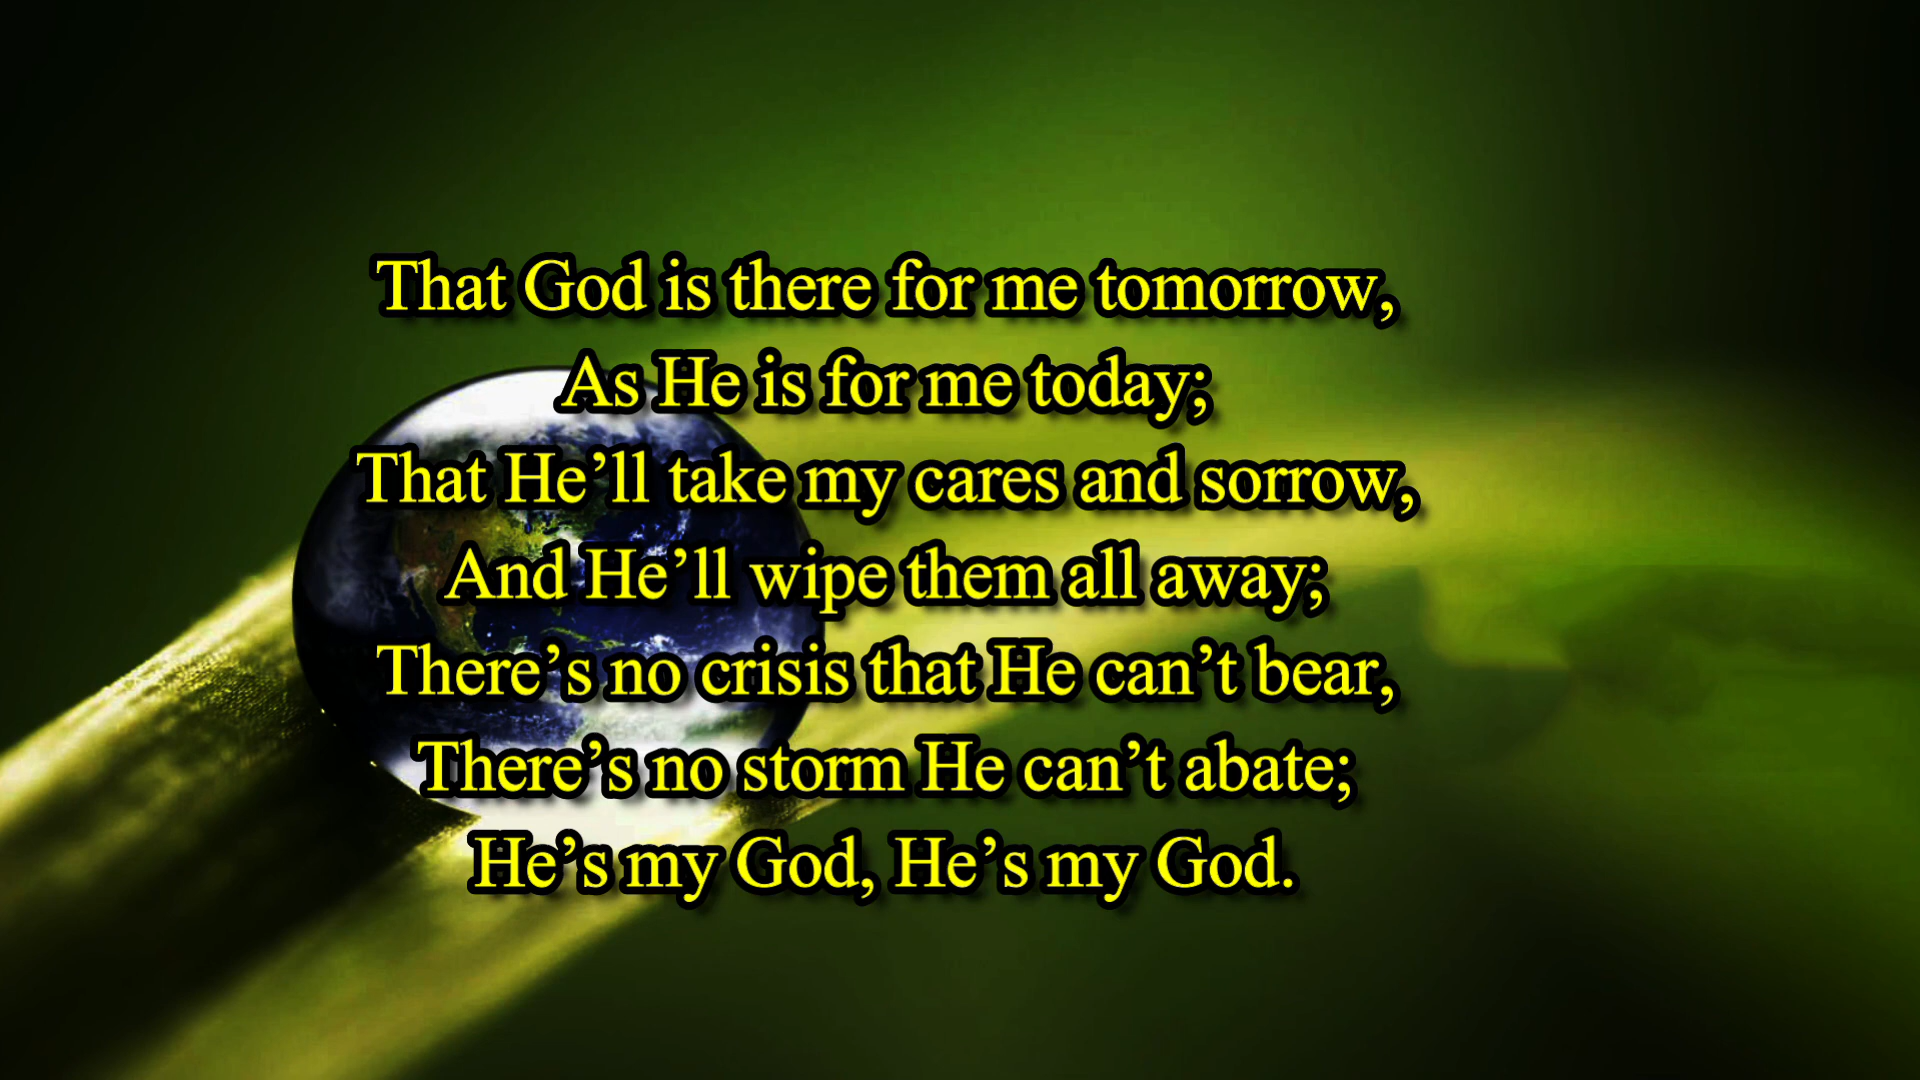 That God is there for me tomorrow,
As He is for me today;
That He’ll take my cares and sorrow,
And He’ll wipe them all away;
There’s no crisis that He can’t bear,
There’s no storm He can’t abate;
He’s my God, He’s my God.